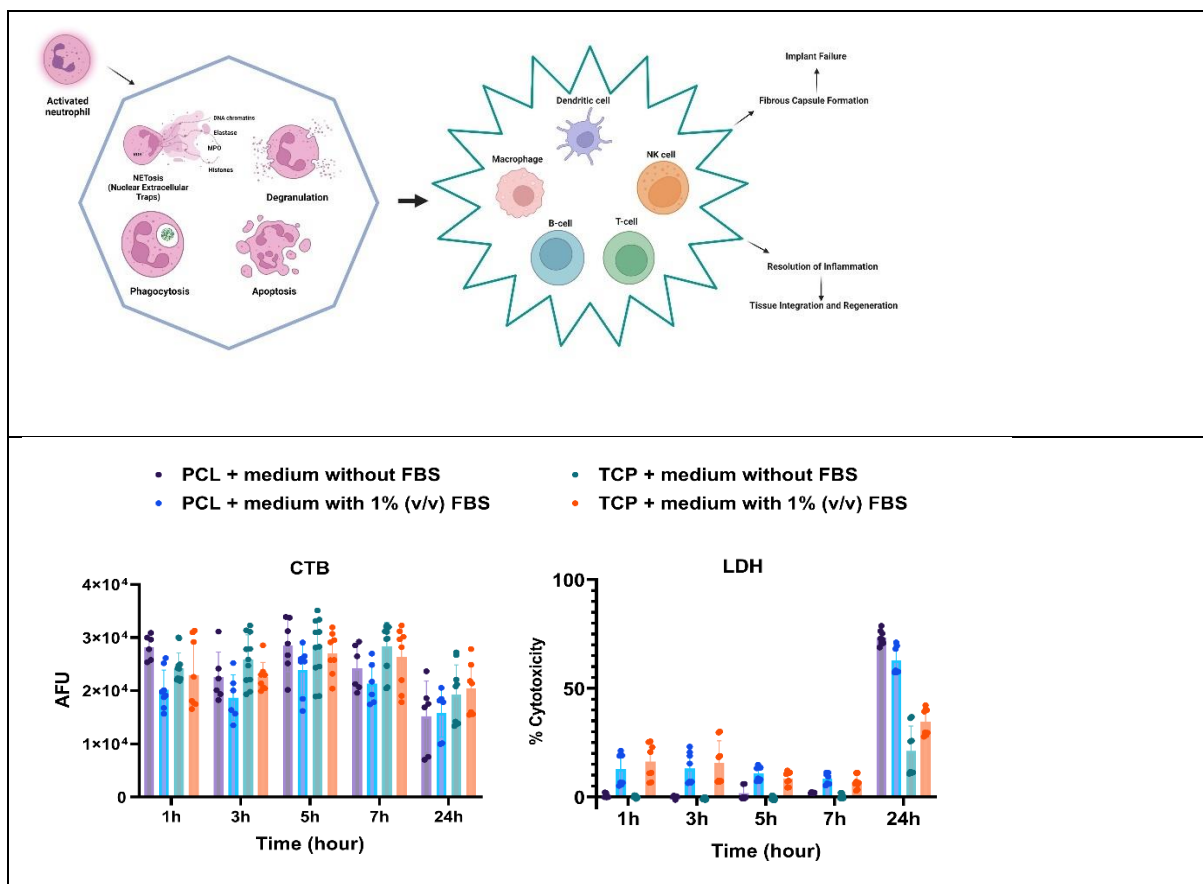 Activated
neutrophil
DNA chromatine
Elastase
MPO
Histones
NETosis
(Nuclear Extracellular
Traps)
Degranulation
Phagocytosis
Apoptosis
Dendritic cell
Macrophage
NK cell
B-cell
T-cell
Implant Failure
Fibrous Capsule Formation
Resolution of Inflammation
Tissue Integration and Regeneration
PCL + medium without FBS
TCP + medium without FBS
PCL + medium with 1% (v/v) FBS
TCP + medium with 1% (v/v) FBS
CTB
4×10⁴
3×10⁴
2×10⁴
1×10⁴
0
AFU
1h 3h 5h 7h 24h
Time (hour)
LDH
100
50
0
% Cytotoxicity
1h 3h 5h 7h 24h
Time (hour)